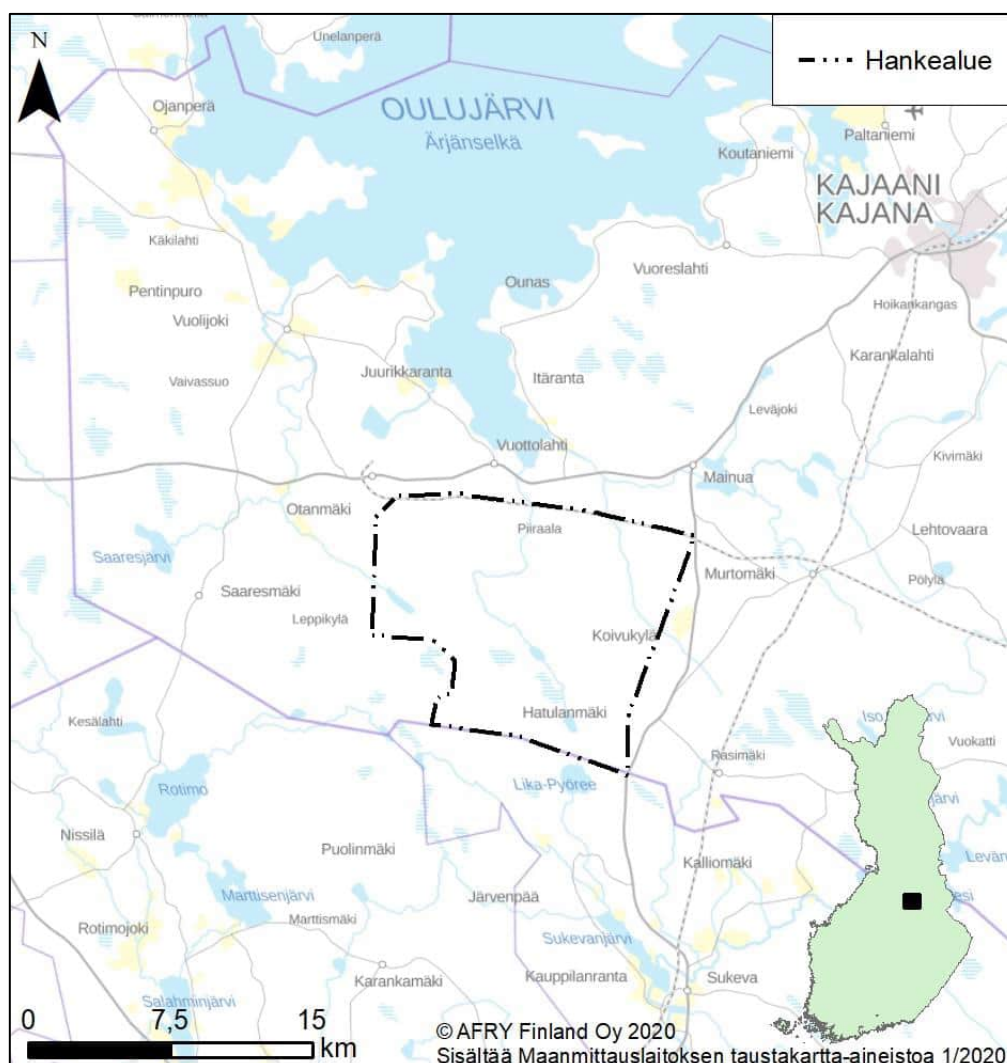 N
Hankealue
Unelanperä
Ojanperä
OULUJÄRVI
Ärjänselkä
Koutaniemi
Paltaniemi
KAJAANI
KAJANA
Käkilahti
Pentinpuro
Vuolijoki
Ounas
Vuoreslahti
Hoikankangas
Karankalahti
Vaivassuo
Juurikkaranta
Itäranta
Leväjoki
Vuottolahti
Mainua
Kivimäki
Otanmäki
Piiraala
Lehtovaara
Saaresjärvi
Saaresmäki
Leppikylä
Murtomäki
Pölylä
Koivukylä
Hatulanmäki
Kesälahti
Rotimo
Lika-Pyöree
Rasimäki
Vuokatti
Nissilä
Puolinmäki
Kalliomäki
Marttisenjärvi
Järvenpää
Rotimojoki
Marttismäki
Sukevanjärvi
Karankamäki
Kauppilanranta
Sukeva
Salahminjärvi
0 7,5 15
km
© AFRY Finland Oy 2020
Sisältää Maanmittauslaitoksen taustakartta-aineistoa 1/2020